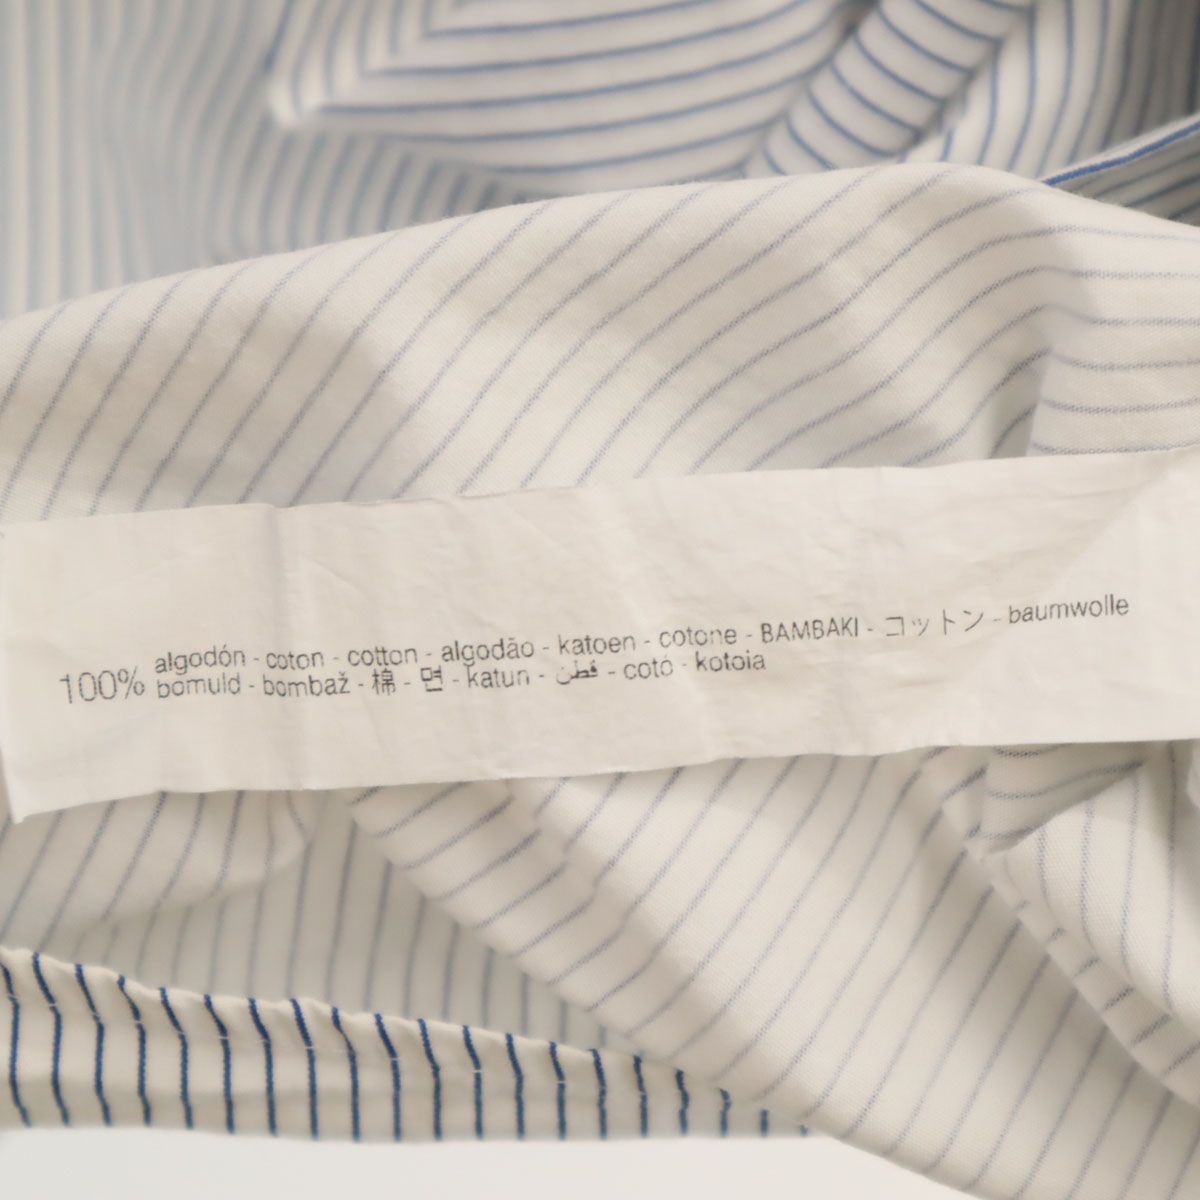 100% algodón - coton - cotton - algodão - katoen - cotone - BAMBAKI - コットン - baumwolle
bomuld - bombaž - 棉 - 면 - katun - قطن - cotó - kotoia